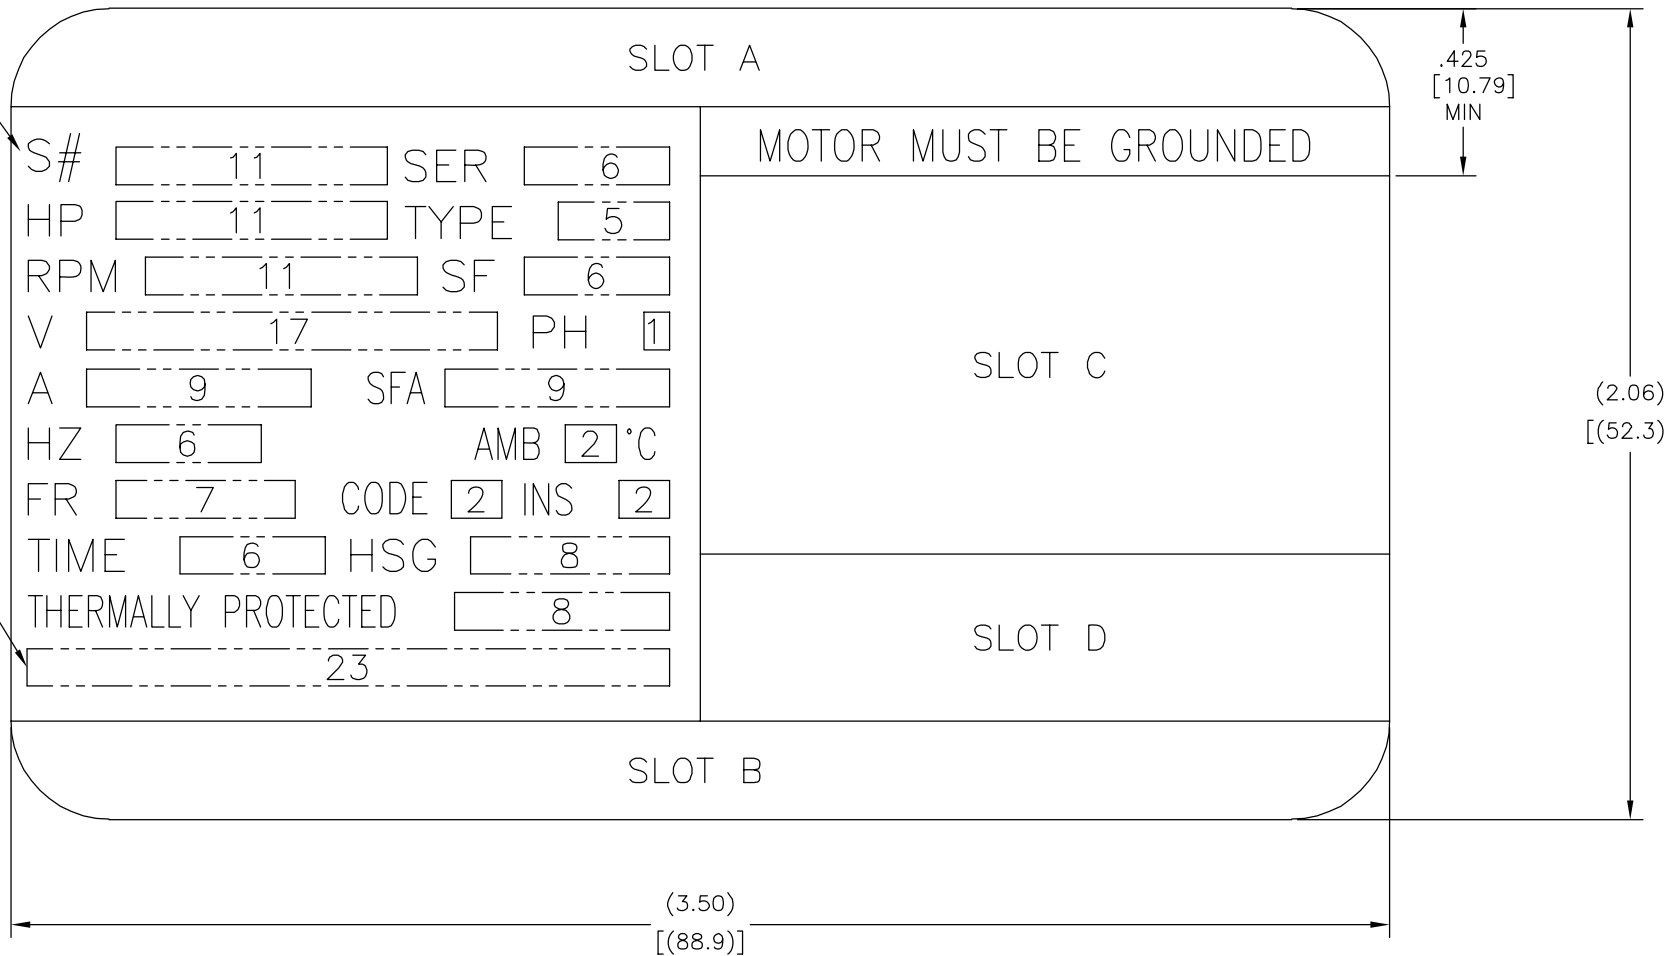 SLOT A
S# 11 SER 6
HP 11 TYPE 5
RPM 11 SF 6
V 17 PH 1
A 9 SFA 9
HZ 6 AMB 2 °C
FR 7 CODE 2 INS 2
TIME 6 HSG 8
THERMALLY PROTECTED 8
23
MOTOR MUST BE GROUNDED
SLOT C
SLOT D
SLOT B
.425
[10.79]
MIN
(2.06)
[(52.3)
(3.50)
[(88.9)]